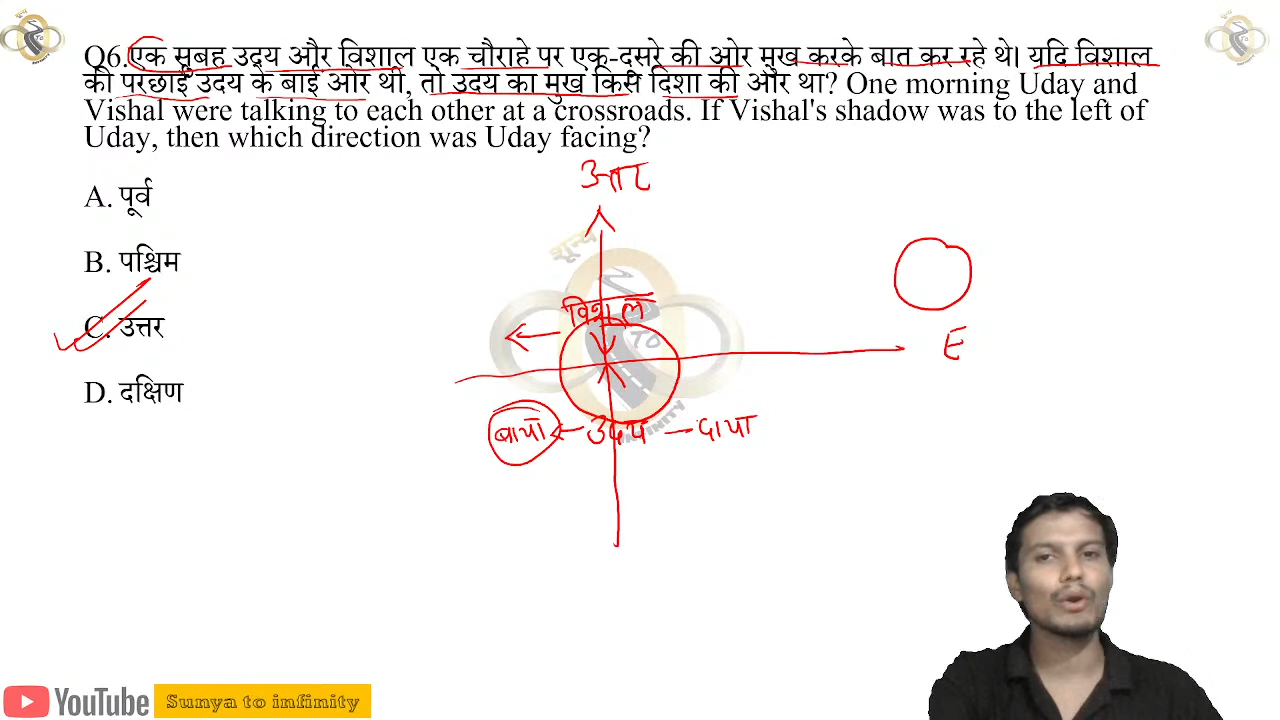 Q6.एक सुबह उदय और विशाल एक चौराहे पर एक-दूसरे की ओर मुख करके बात कर रहे थे। यदि विशाल
की परछाई उदय के बाईं ओर थी, तो उदय का मुख किस दिशा की ओर था? One morning Uday and
Vishal were talking to each other at a crossroads. If Vishal's shadow was to the left of
Uday, then which direction was Uday facing?
उत्तर
A. पूर्व
B. पश्चिम
शून्य
विशाल
C. उत्तर
TO
E
D. दक्षिण
बायाँ
उदय
दायाँ
INFINITY
YouTube
Sunya to infinity